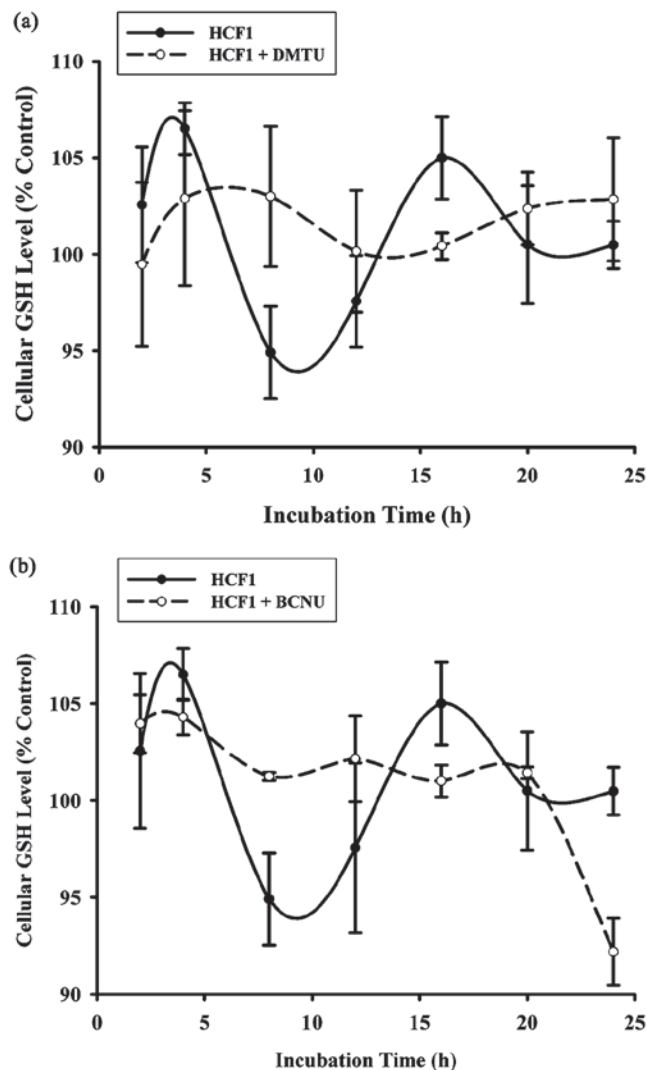 (a)
HCF1
HCF1 + DMTU
110
105
100
95
90
Cellular GSH Level (% Control)
0 5 10 15 20 25
Incubation Time (h)
(b)
HCF1
HCF1 + BCNU
110
105
100
95
90
Cellular GSH Level (% Control)
0 5 10 15 20 25
Incubation Time (h)